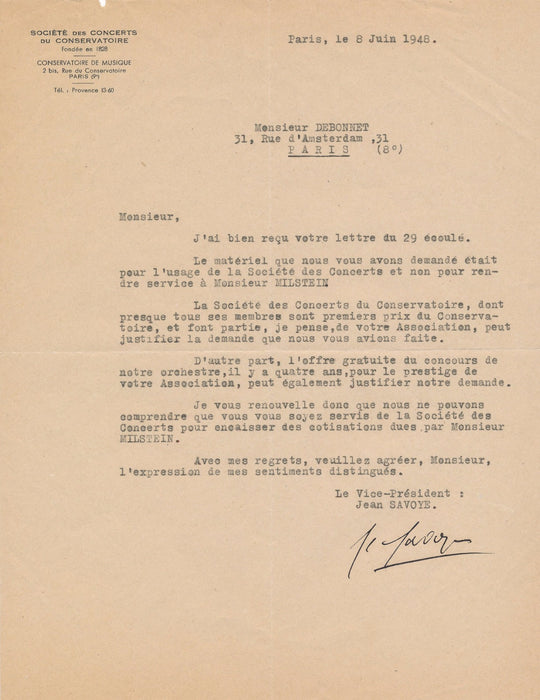 SOCIÉTÉ DES CONCERTS
DU CONSERVATOIRE
Fondée en 1828
CONSERVATOIRE DE MUSIQUE
2 bis, Rue du Conservatoire
PARIS (9e)
Tél. : Provence 15-60
Paris, le 8 Juin 1948.
Monsieur DEBONNET
31, Rue d'Amsterdam ,31
PARIS (8°)
Monsieur,
J'ai bien reçu votre lettre du 29 écoulé.
Le matériel que nous vous avons demandé était
pour l'usage de la Société des Concerts et non pour ren-
dre service à Monsieur MILSTEIN
La Société des Concerts du Conservatoire, dont
presque tous ses membres sont premiers prix du Conserva-
toire, et font partie, je pense,de votre Association, peut
justifier la demande que nous vous avions faite.
D'autre part, l'offre gratuite du concours de
notre orchestre,il y a quatre ans,pour le prestige de
votre Association, peut également justifier notre demande.
Je vous renouvelle donc que nous ne pouvons
comprendre que vous vous soyez servis de la Société des
Concerts pour encaisser des cotisations dues par Monsieur
MILSTEIN.
Avec mes regrets, veuillez agréer, Monsieur,
l'expression de mes sentiments distingués.
Le Vice-Président :
Jean SAVOYE.
Je Savoye